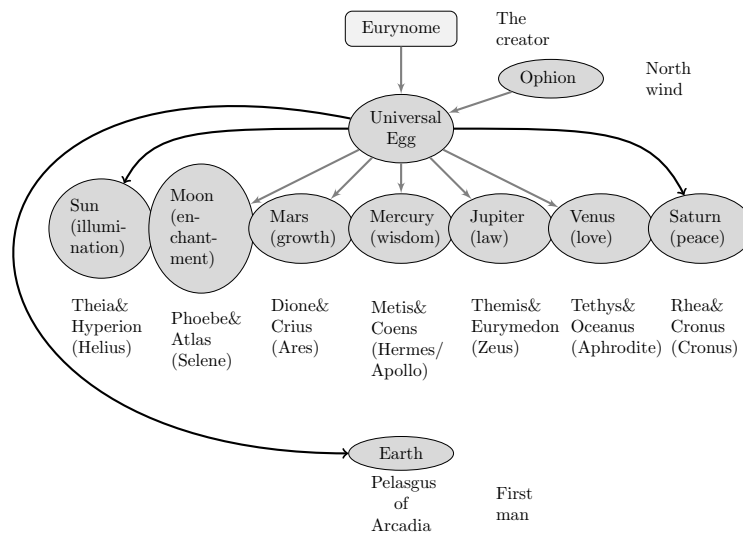 Eurynome
The
creator
Ophion
North
wind
Universal
Egg
Sun
(illumi-
nation)
Moon
(en-
chant-
ment)
Mars
(growth)
Mercury
(wisdom)
Jupiter
(law)
Venus
(love)
Saturn
(peace)
Theia&
Hyperion
(Helius)
Phoebe&
Atlas
(Selene)
Dione&
Crius
(Ares)
Metis&
Coens
(Hermes/
Apollo)
Themis&
Eurymedon
(Zeus)
Tethys&
Oceanus
(Aphrodite)
Rhea&
Cronus
(Cronus)
Earth
Pelasgus
of
Arcadia
First
man